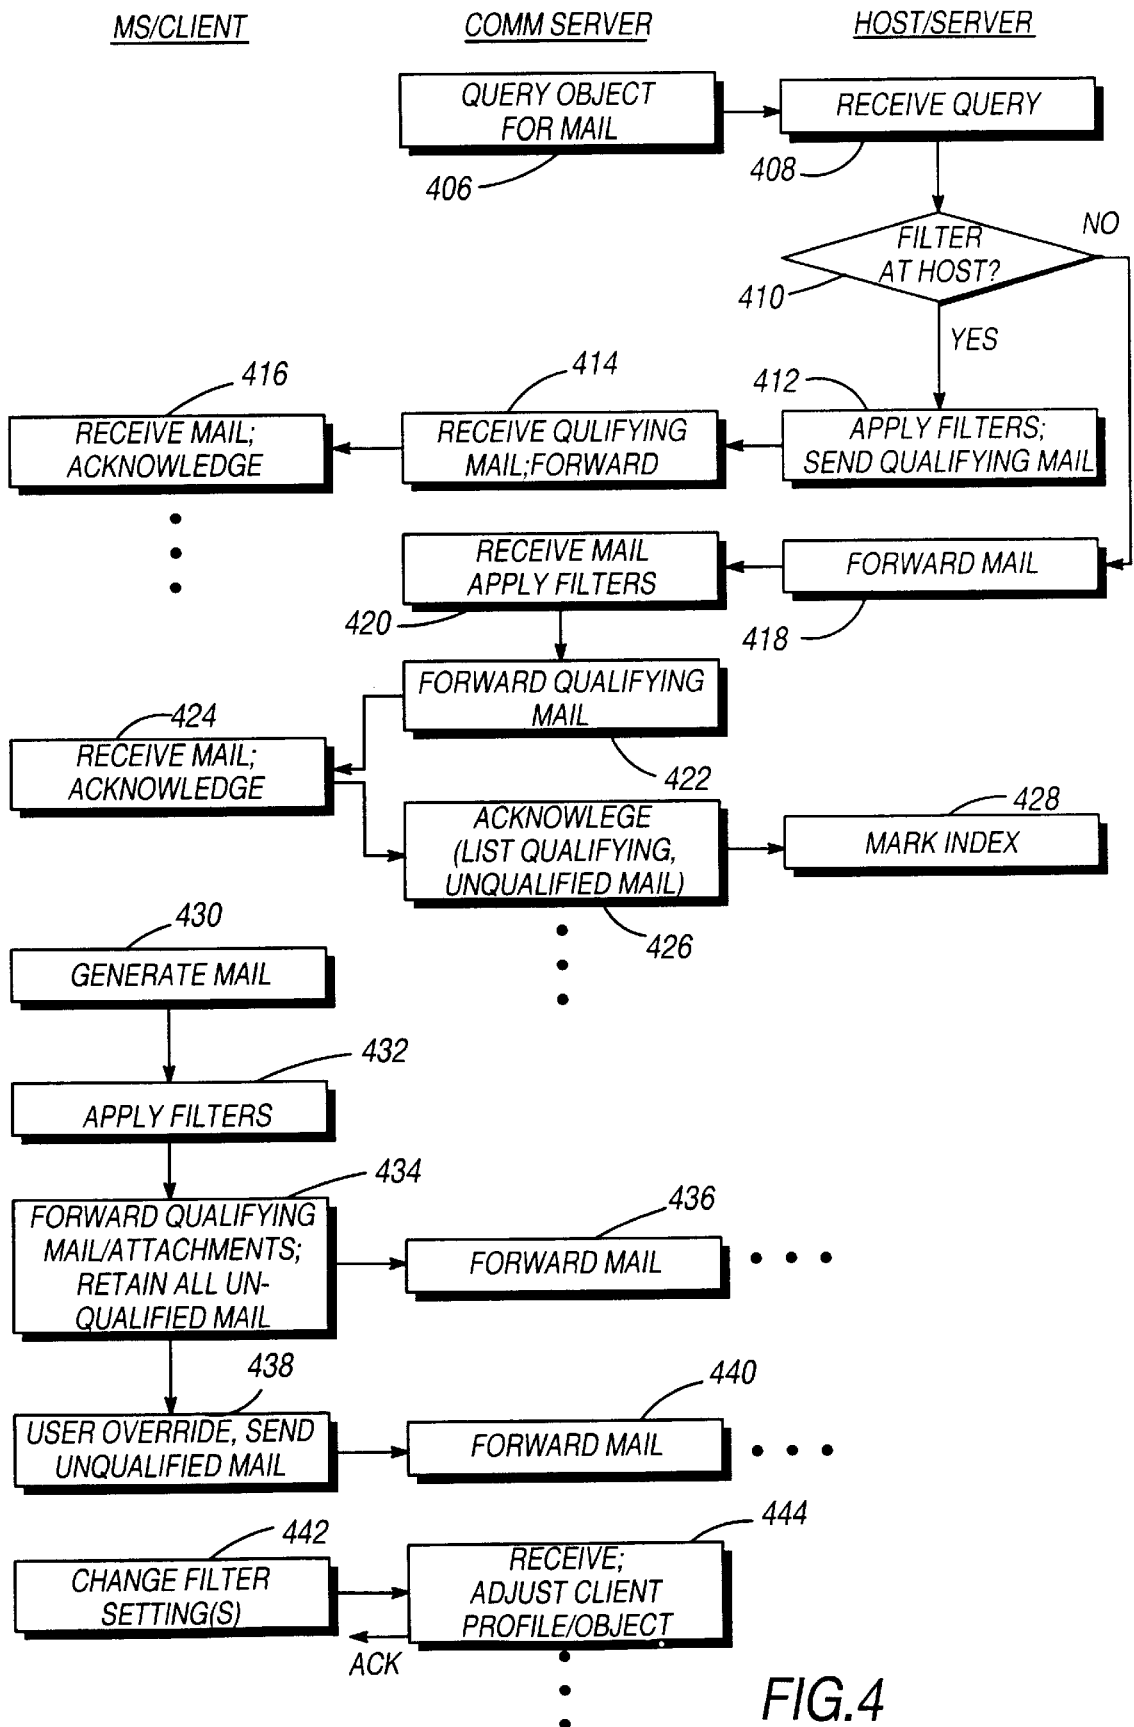 MS/CLIENT
COMM SERVER
HOST/SERVER
QUERY OBJECT
FOR MAIL
406
RECEIVE QUERY
408
FILTER
AT HOST?
410
NO
YES
416
RECEIVE MAIL;
ACKNOWLEDGE
414
RECEIVE QULIFYING
MAIL;FORWARD
412
APPLY FILTERS;
SEND QUALIFYING MAIL
RECEIVE MAIL
APPLY FILTERS
420
FORWARD MAIL
418
FORWARD QUALIFYING
MAIL
422
424
RECEIVE MAIL;
ACKNOWLEDGE
ACKNOWLEGE
(LIST QUALIFYING,
UNQUALIFIED MAIL)
426
428
MARK INDEX
430
GENERATE MAIL
432
APPLY FILTERS
434
FORWARD QUALIFYING
MAIL/ATTACHMENTS;
RETAIN ALL UN-
QUALIFIED MAIL
436
FORWARD MAIL
438
USER OVERRIDE, SEND
UNQUALIFIED MAIL
440
FORWARD MAIL
442
CHANGE FILTER
SETTING(S)
444
RECEIVE;
ADJUST CLIENT
PROFILE/OBJECT
ACK
FIG.4